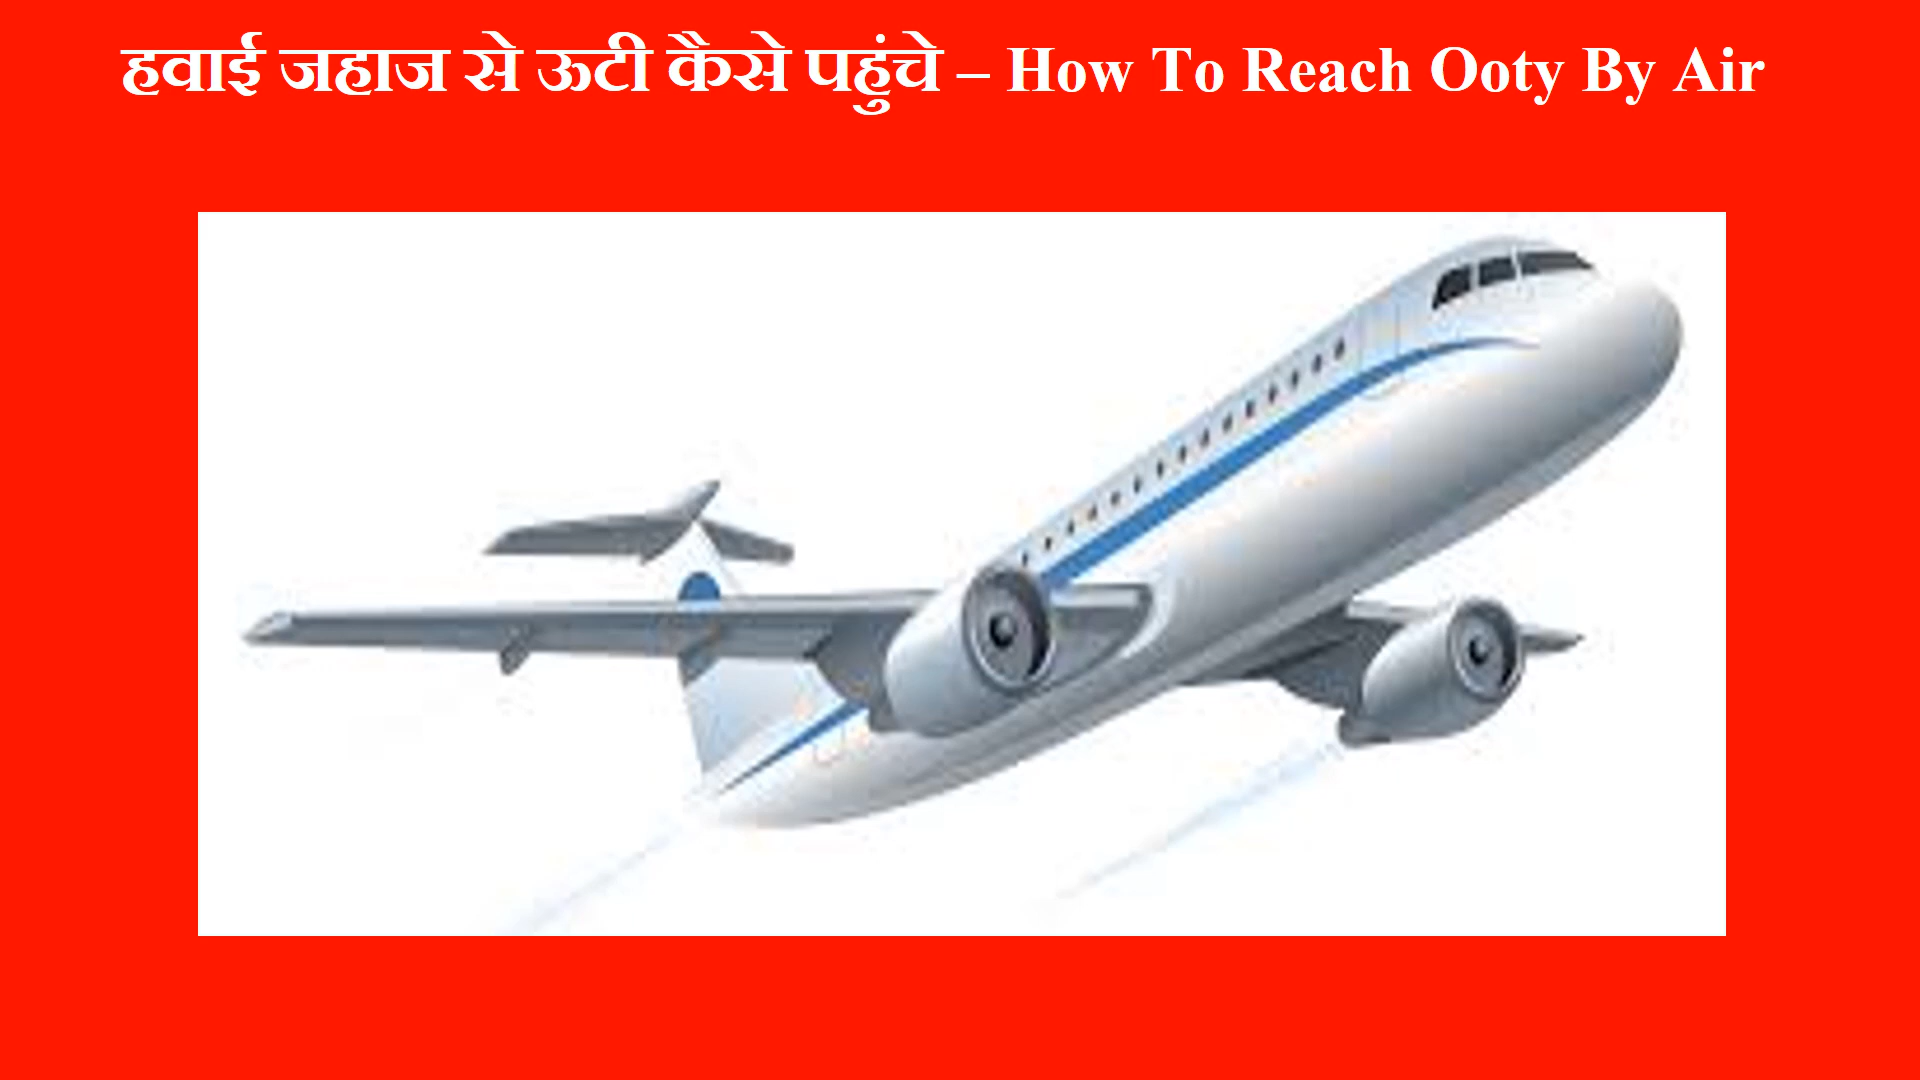 हवाई जहाज से ऊटी कैसे पहुंचे – How To Reach Ooty By Air